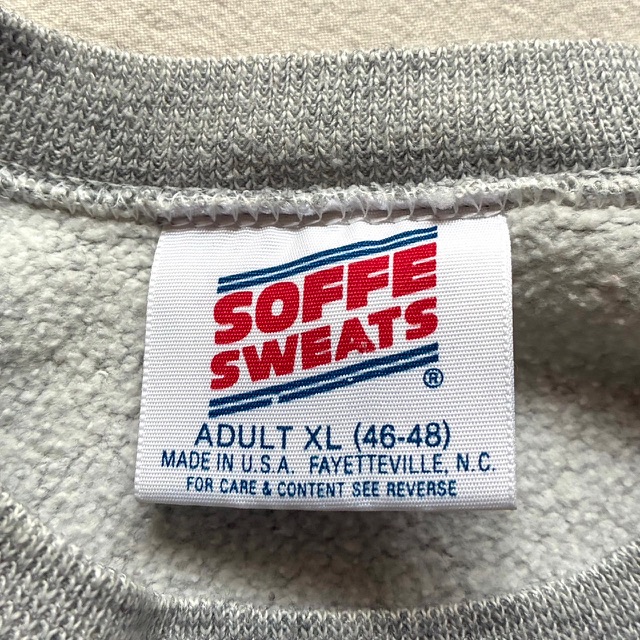 SOFFE
SWEATS
®
ADULT XL (46-48)
MADE IN U.S.A. FAYETTEVILLE, N.C.
FOR CARE & CONTENT SEE REVERSE